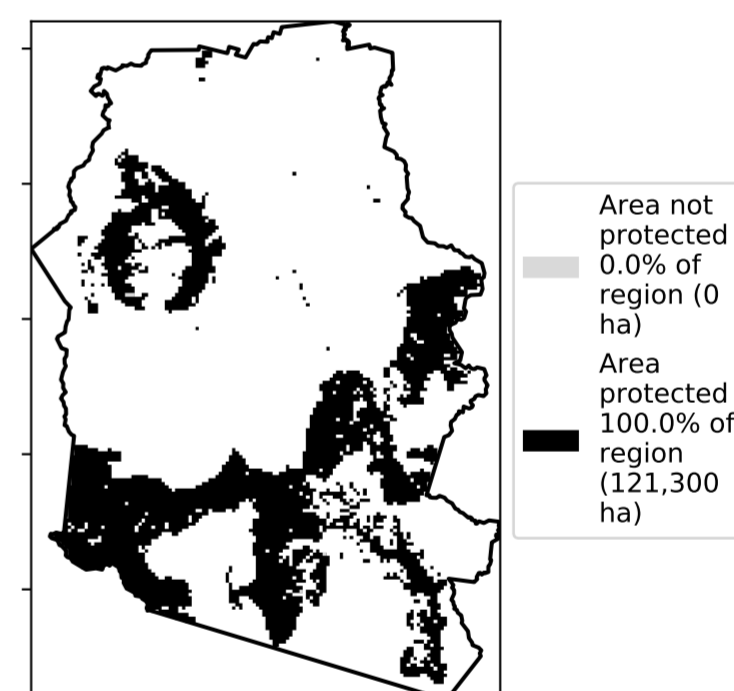 Area not
protected
0.0% of
region (0
ha)
Area
protected
100.0% of
region
(121,300
ha)